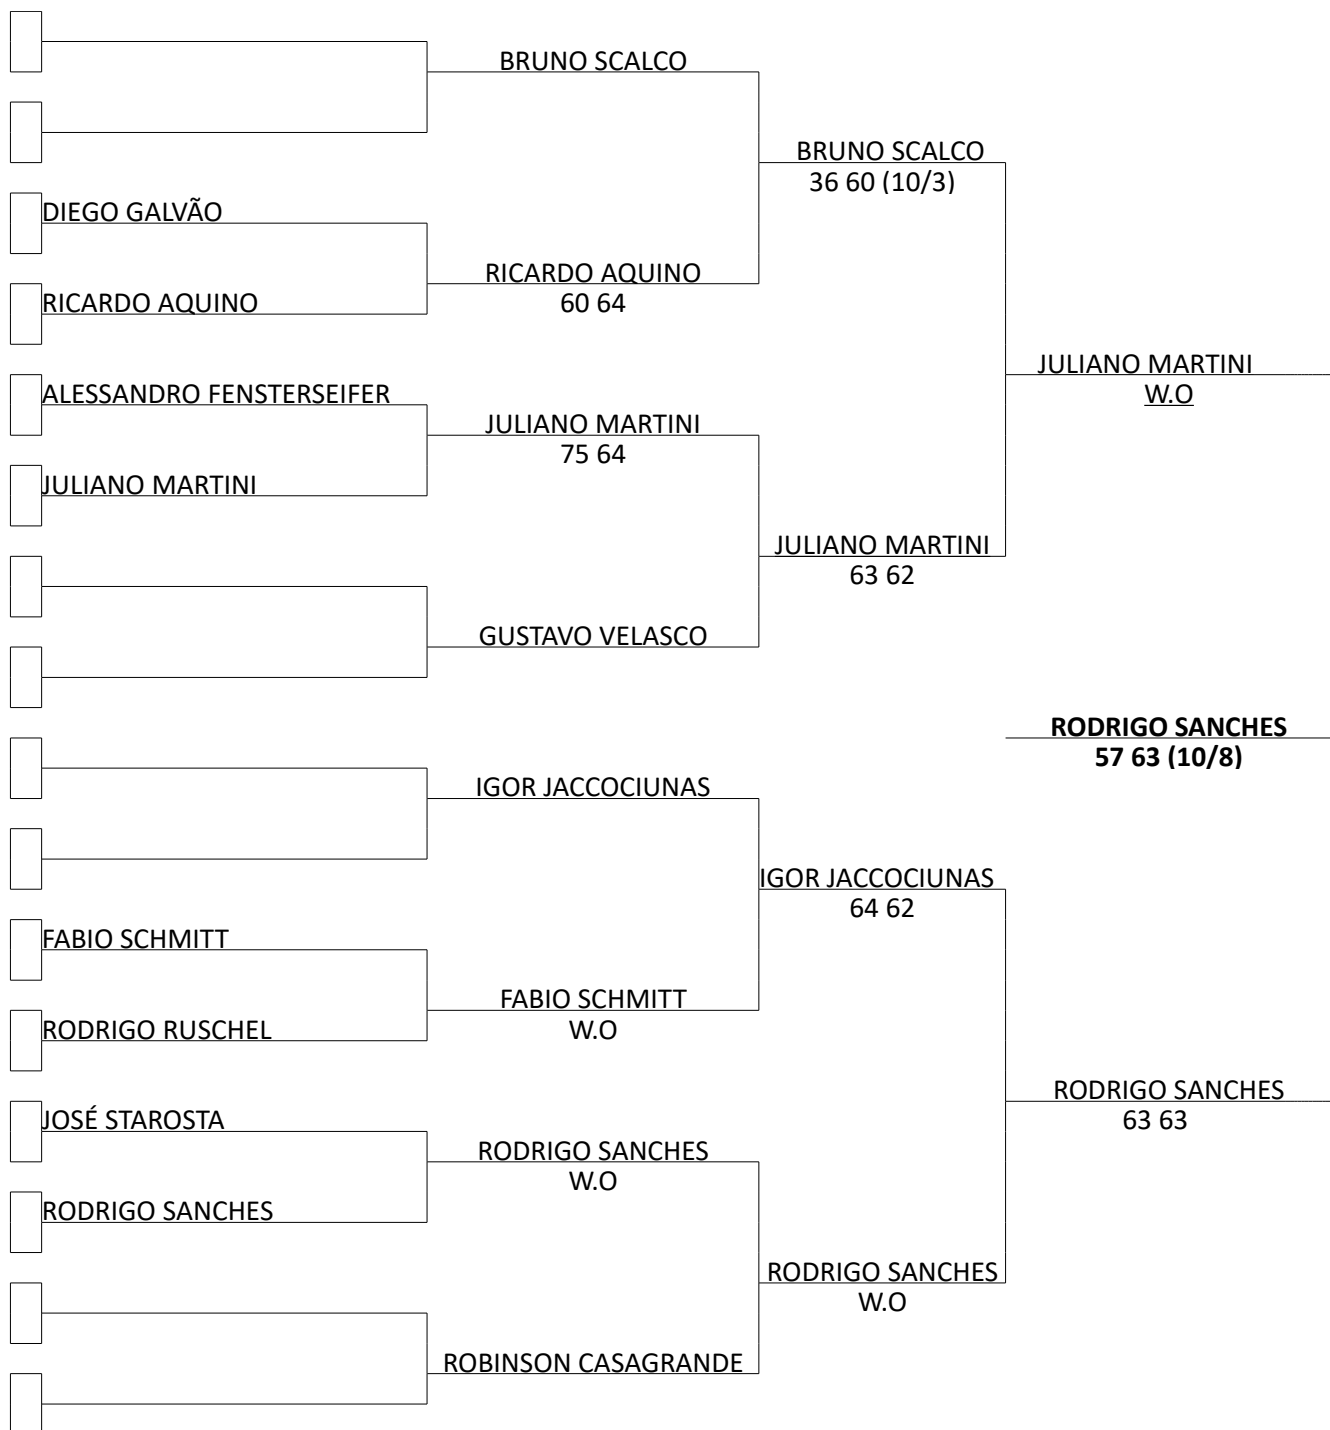 BRUNO SCALCO
BRUNO SCALCO
36 60 (10/3)
DIEGO GALVÃO
RICARDO AQUINO
60 64
RICARDO AQUINO
JULIANO MARTINI
W.O
ALESSANDRO FENSTERSEIFER
JULIANO MARTINI
75 64
JULIANO MARTINI
JULIANO MARTINI
63 62
GUSTAVO VELASCO
RODRIGO SANCHES
57 63 (10/8)
IGOR JACCOCIUNAS
IGOR JACCOCIUNAS
64 62
FABIO SCHMITT
FABIO SCHMITT
W.O
RODRIGO RUSCHEL
RODRIGO SANCHES
63 63
JOSÉ STAROSTA
RODRIGO SANCHES
W.O
RODRIGO SANCHES
RODRIGO SANCHES
W.O
ROBINSON CASAGRANDE